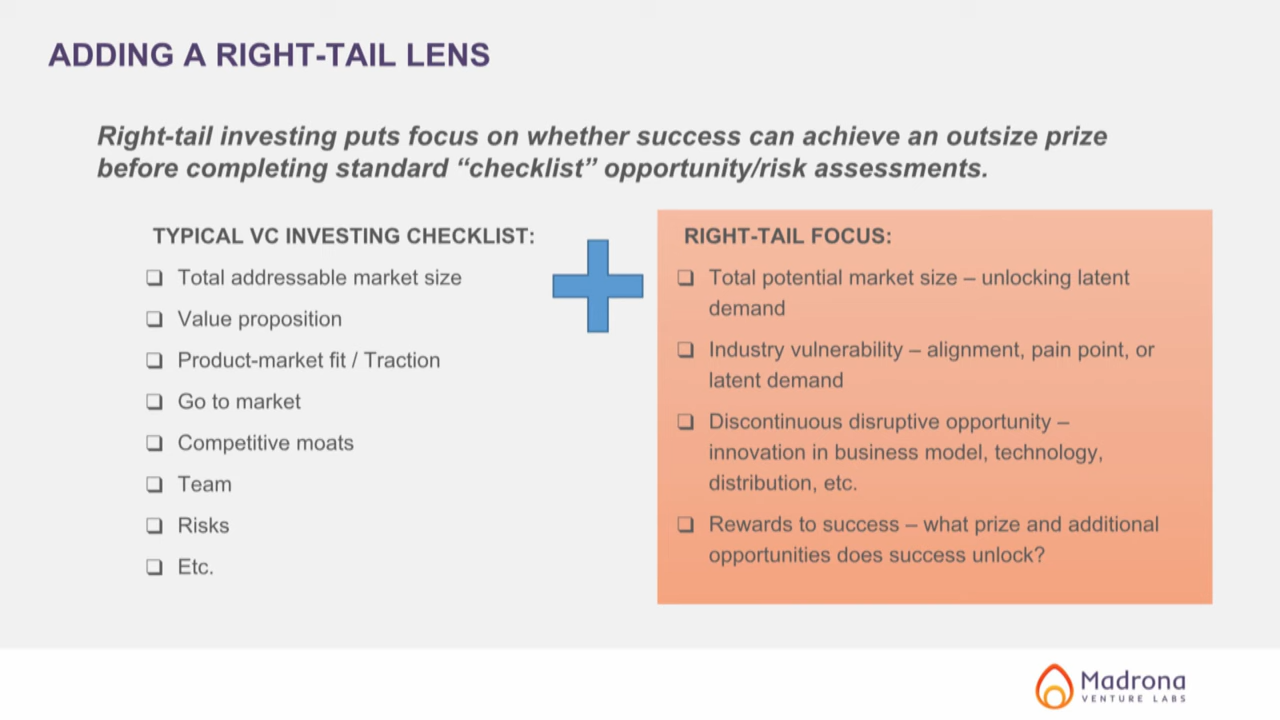 ADDING A RIGHT-TAIL LENS
Right-tail investing puts focus on whether success can achieve an outsize prize
before completing standard “checklist” opportunity/risk assessments.
TYPICAL VC INVESTING CHECKLIST:
❑ Total addressable market size
❑ Value proposition
❑ Product-market fit / Traction
❑ Go to market
❑ Competitive moats
❑ Team
❑ Risks
❑ Etc.
RIGHT-TAIL FOCUS:
❑ Total potential market size – unlocking latent
demand
❑ Industry vulnerability – alignment, pain point, or
latent demand
❑ Discontinuous disruptive opportunity –
innovation in business model, technology,
distribution, etc.
❑ Rewards to success – what prize and additional
opportunities does success unlock?
Madrona
VENTURE LABS